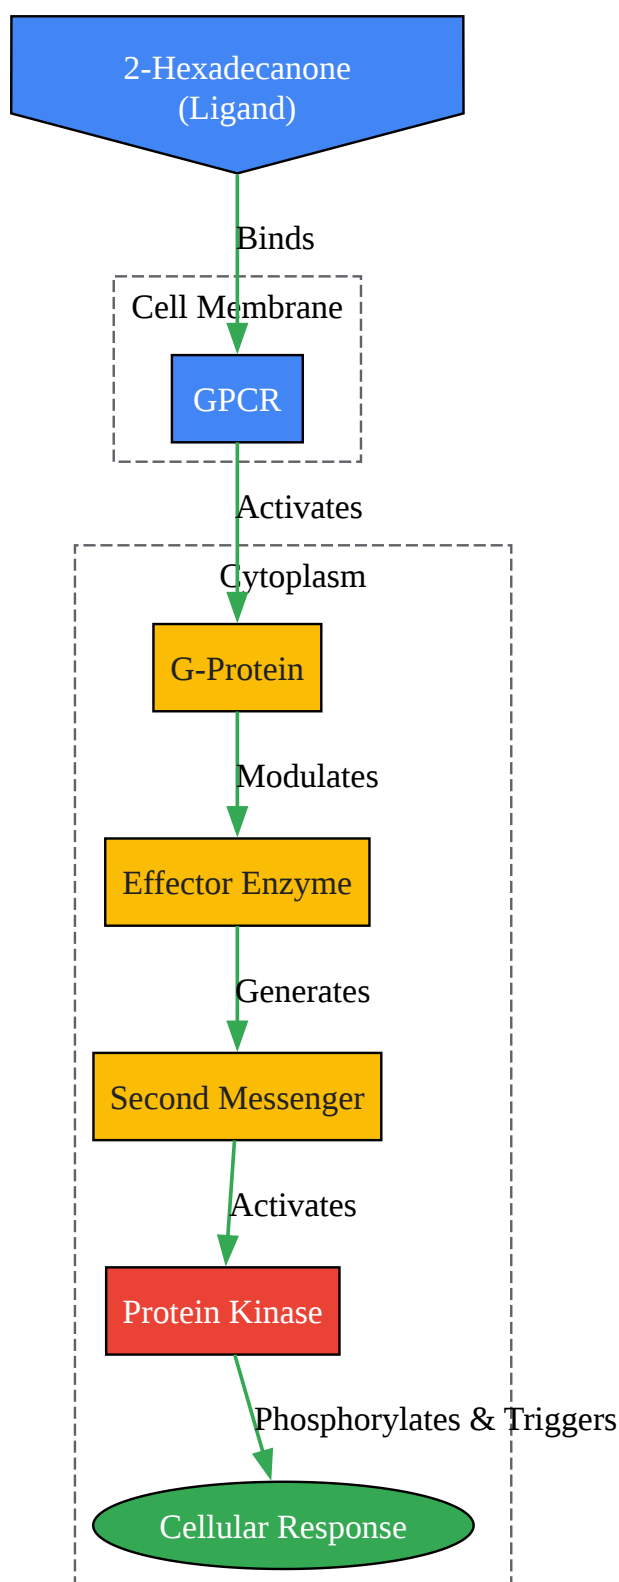 2-Hexadecanone
(Ligand)
Binds
Cell Membrane
GPCR
Activates
Cytoplasm
G-Protein
Modulates
Effector Enzyme
Generates
Second Messenger
Activates
Protein Kinase
Phosphorylates & Triggers
Cellular Response